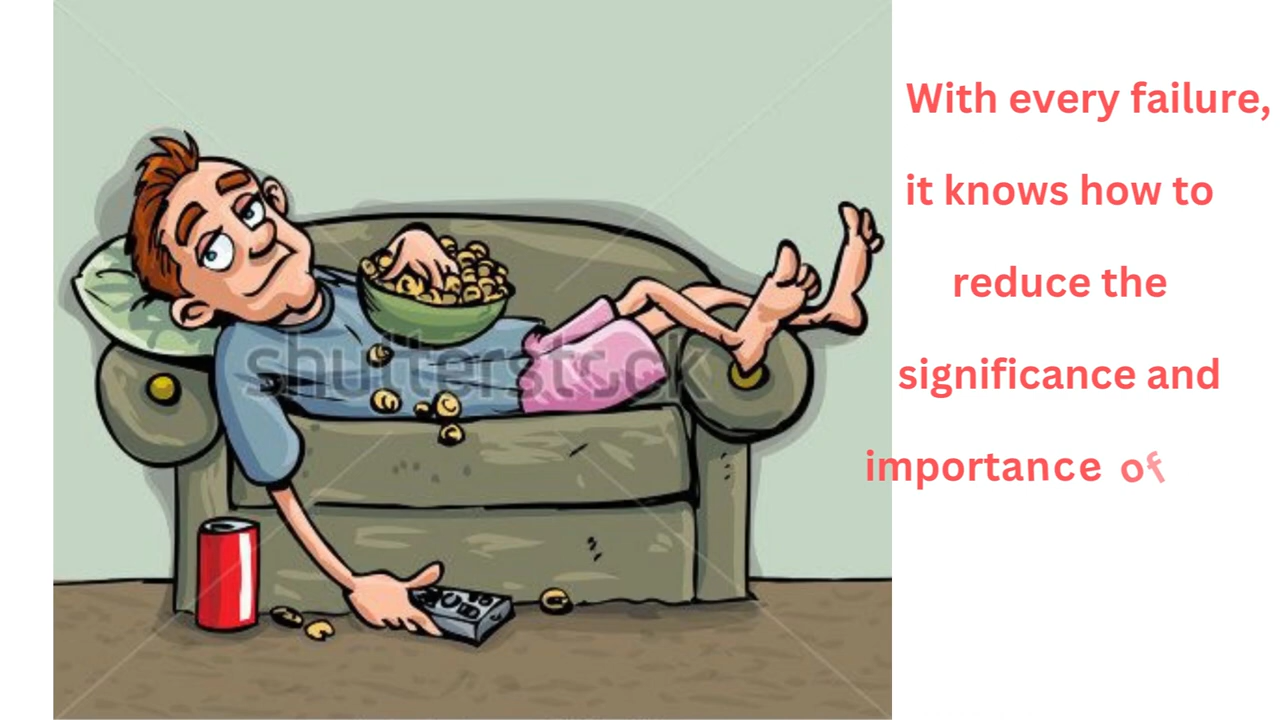 With every failure,
it knows how to
reduce the
significance and
importance of
shutterstock